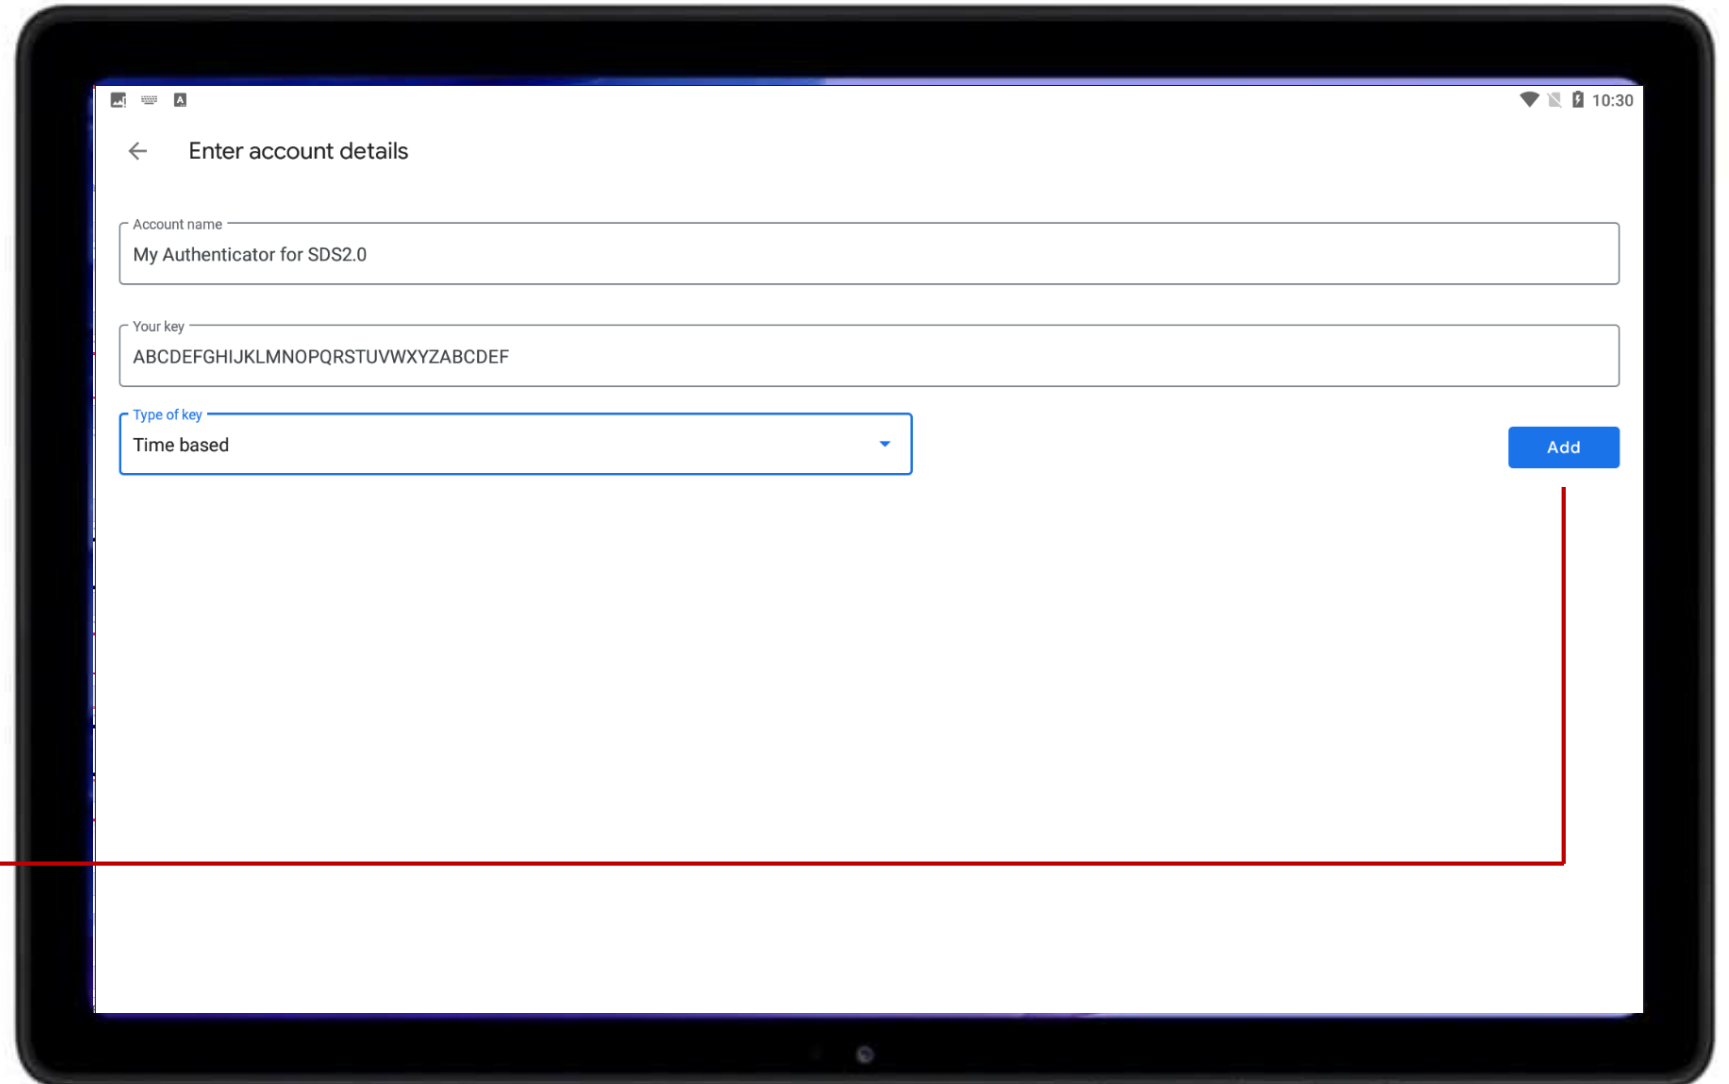 10:30
Enter account details
Account name
My Authenticator for SDS2.0
Your key
ABCDEFGHIJKLMNOPQRSTUVWXYZABCDEF
Type of key
Time based
Add